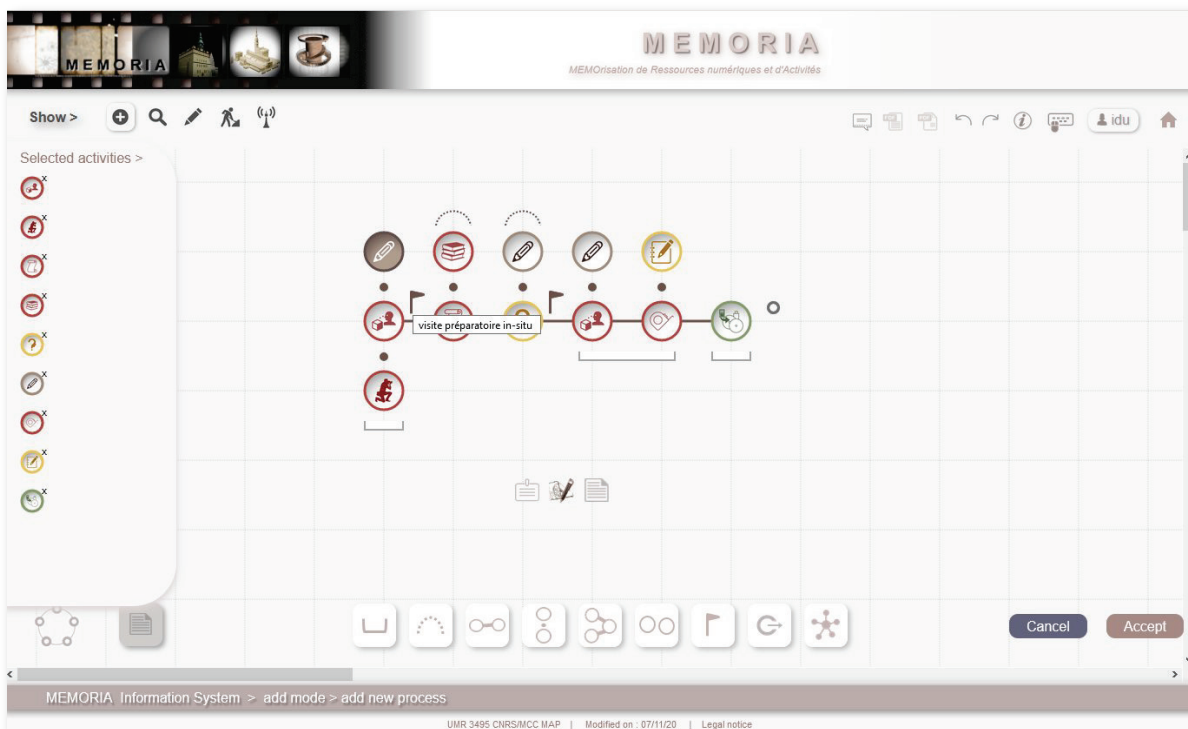 MEMORIA
MEMORIA
MEMOrisation de Ressources numériques et d'Activités
Show >
idu
Selected activities >
x
x
x
x
x
x
x
x
x
visite préparatoire in-situ
Cancel
Accept
MEMORIA Information System > add mode > add new process
UMR 3495 CNRS/MCC MAP | Modified on : 07/11/20 | Legal notice